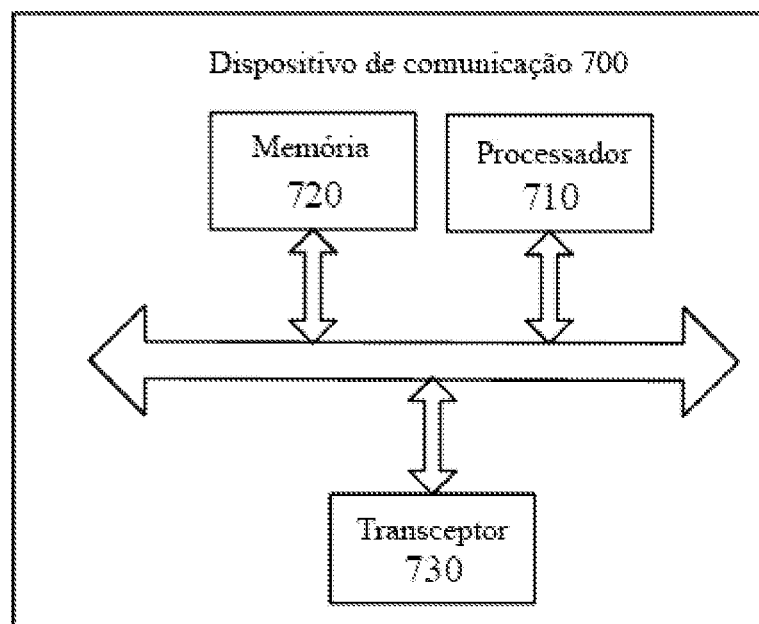 Dispositivo de comunicação 700
Memória
720
Processador
710
Transceptor
730